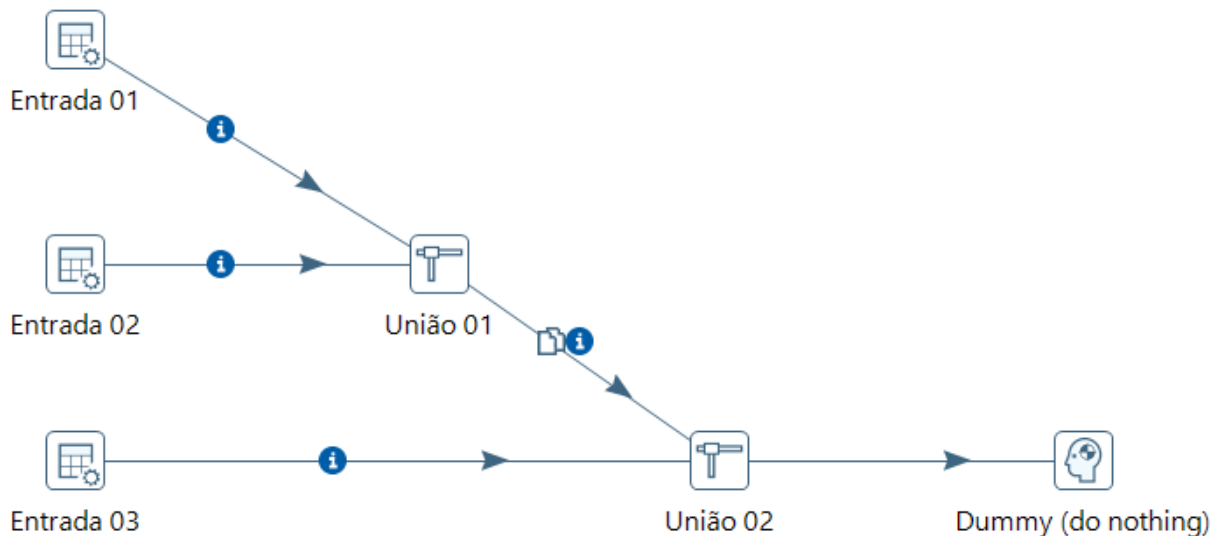 Entrada 01
Entrada 02
União 01
Entrada 03
União 02
Dummy (do nothing)